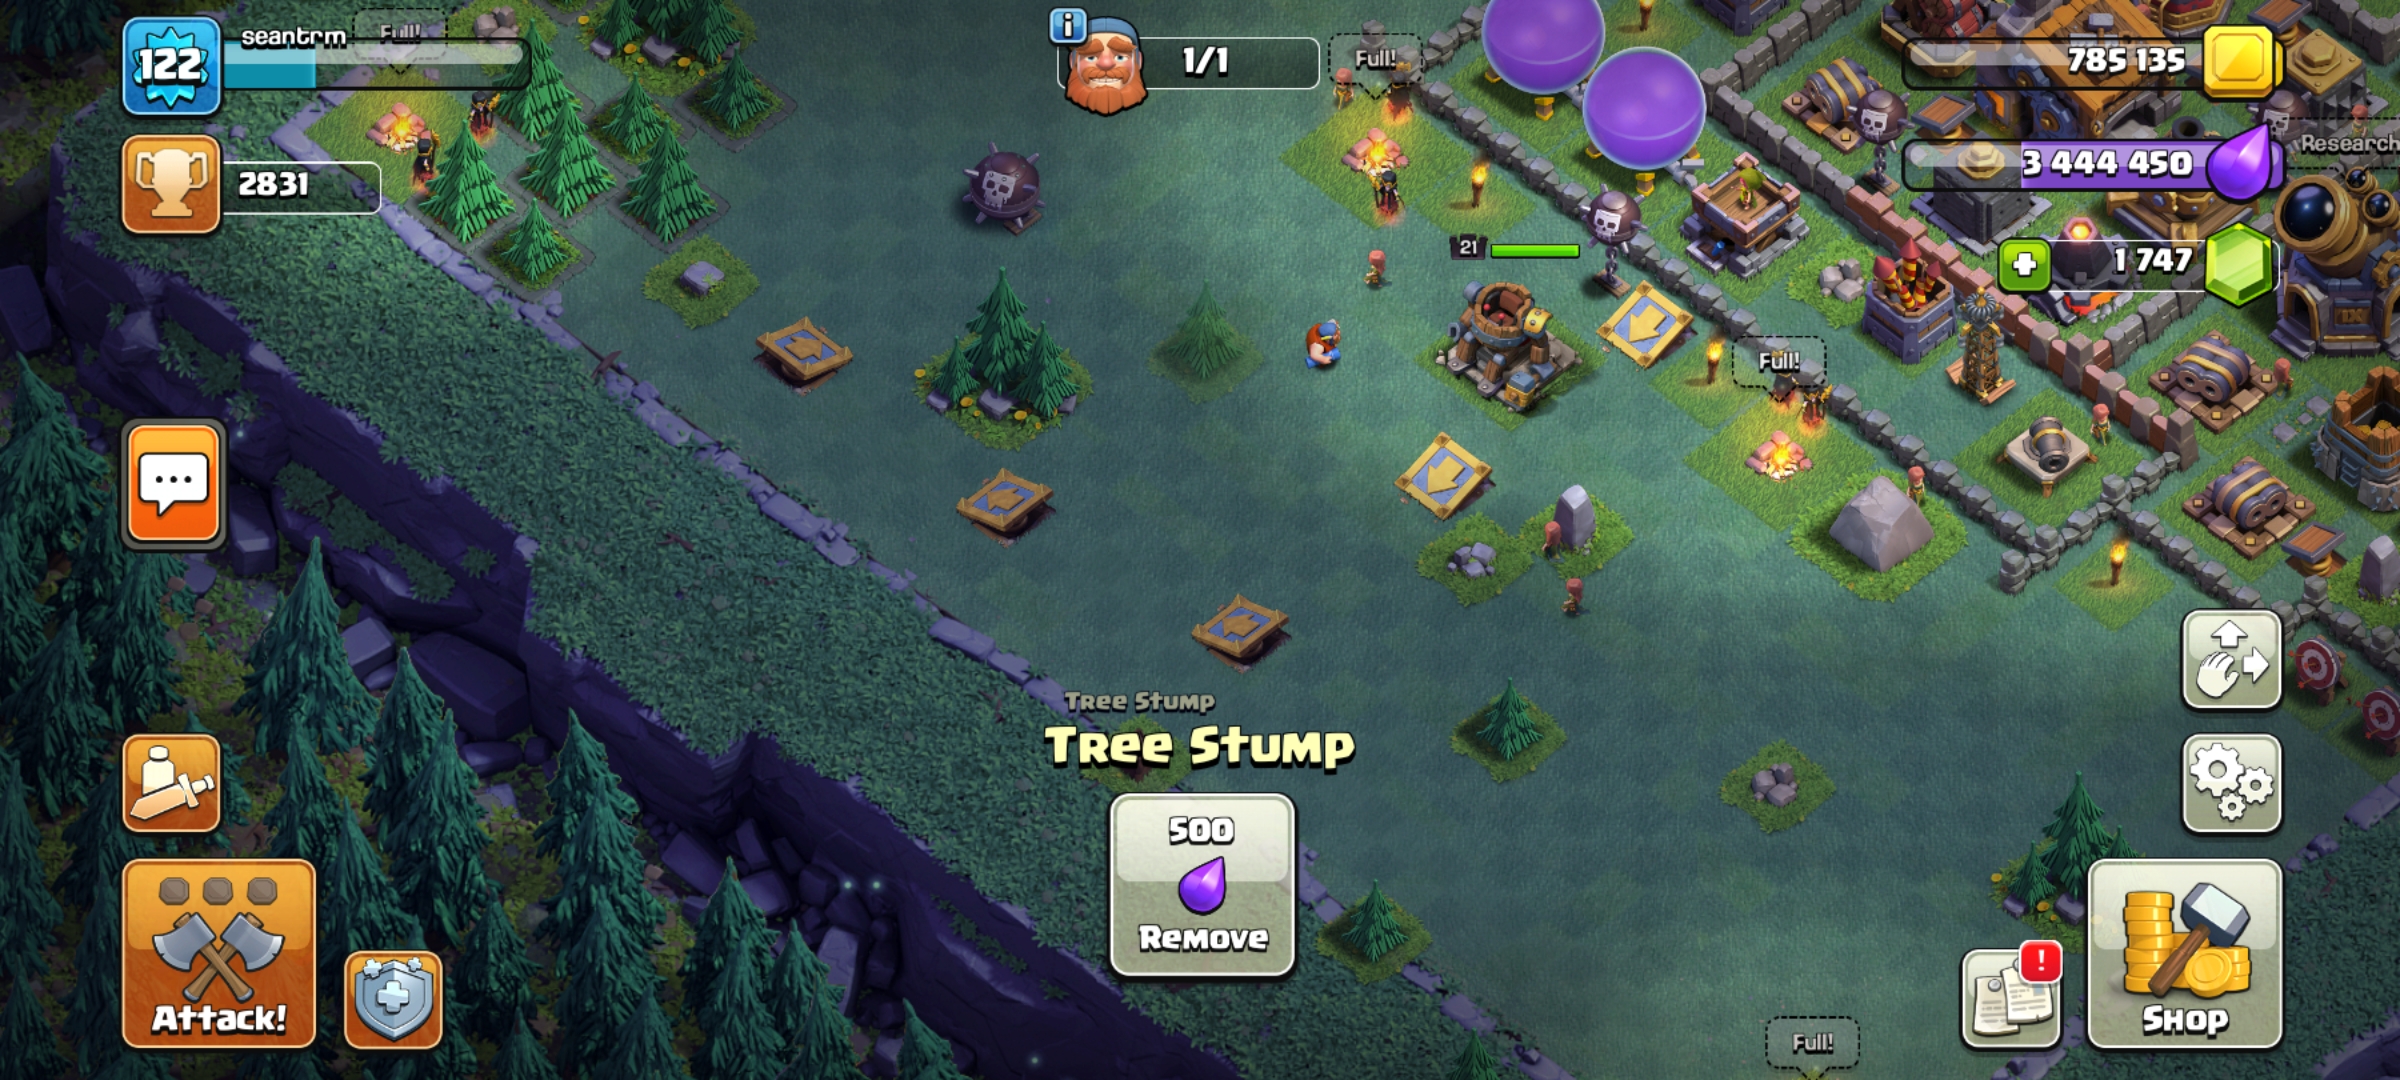 122
seantrm
Full!
2831
i
1/1
Full!
785 135
3 444 450
Research
1 747
21
Full!
IX
Tree Stump
Tree Stump
500
Remove
Attack!
!
Shop
Full!